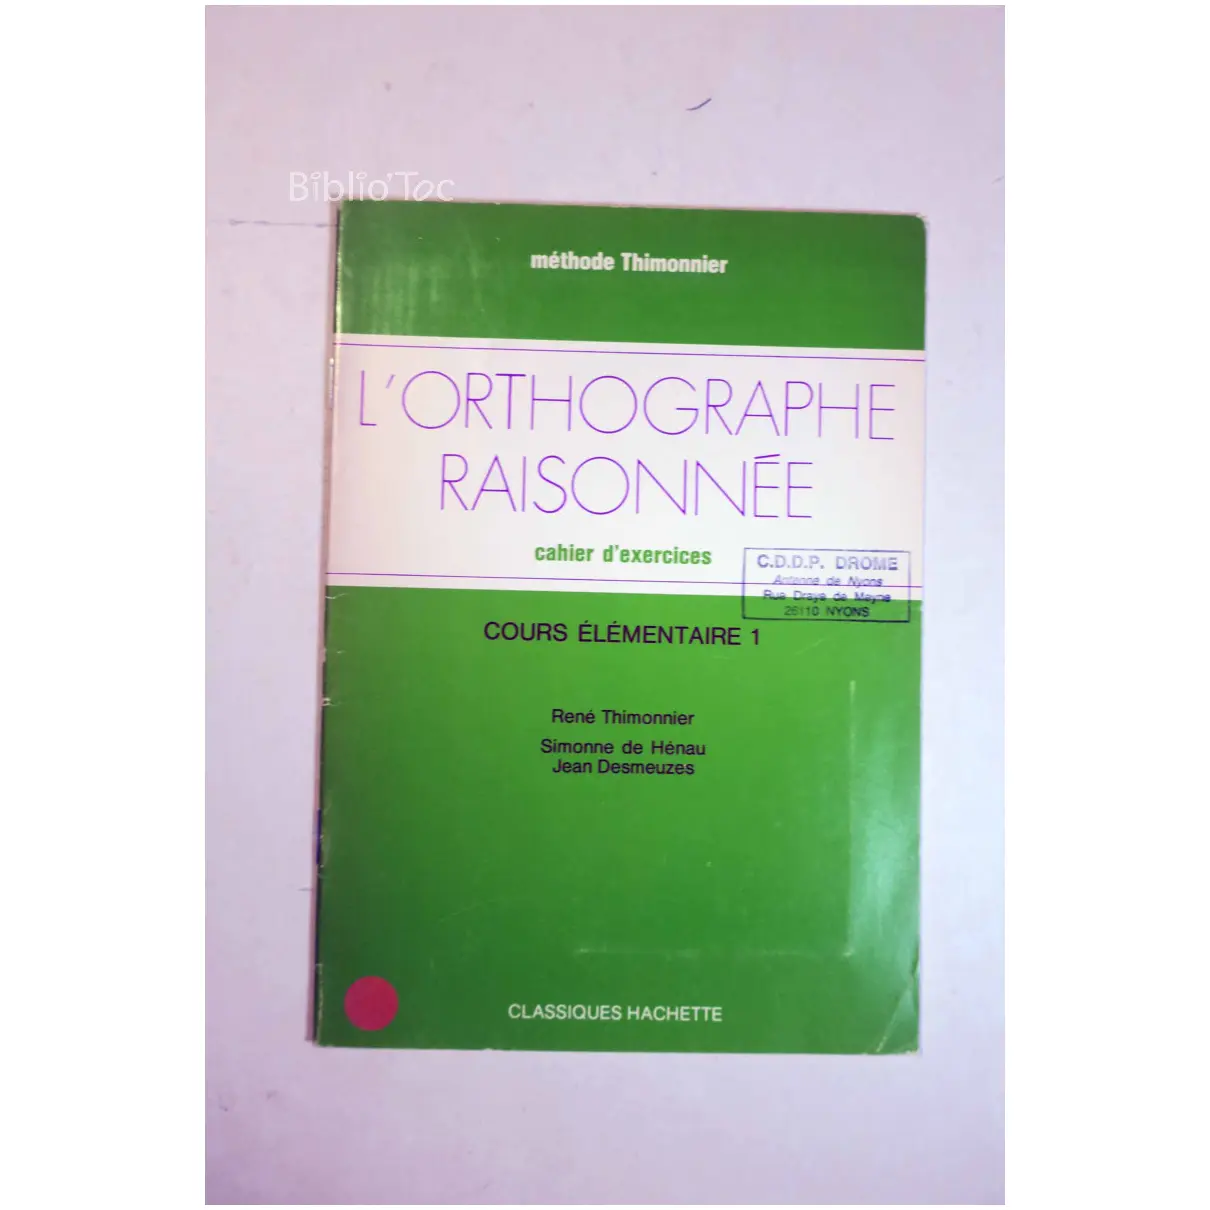 Biblio'Toc
méthode Thimonnier
L'ORTHOGRAPHE
RAISONNÉE
cahier d'exercices
C.D.D.P. DROME
Antenne de Nyons
Rue Draye de Meyne
26110 NYONS
COURS ÉLÉMENTAIRE 1
René Thimonnier
Simonne de Hénau
Jean Desmeuzes
CLASSIQUES HACHETTE